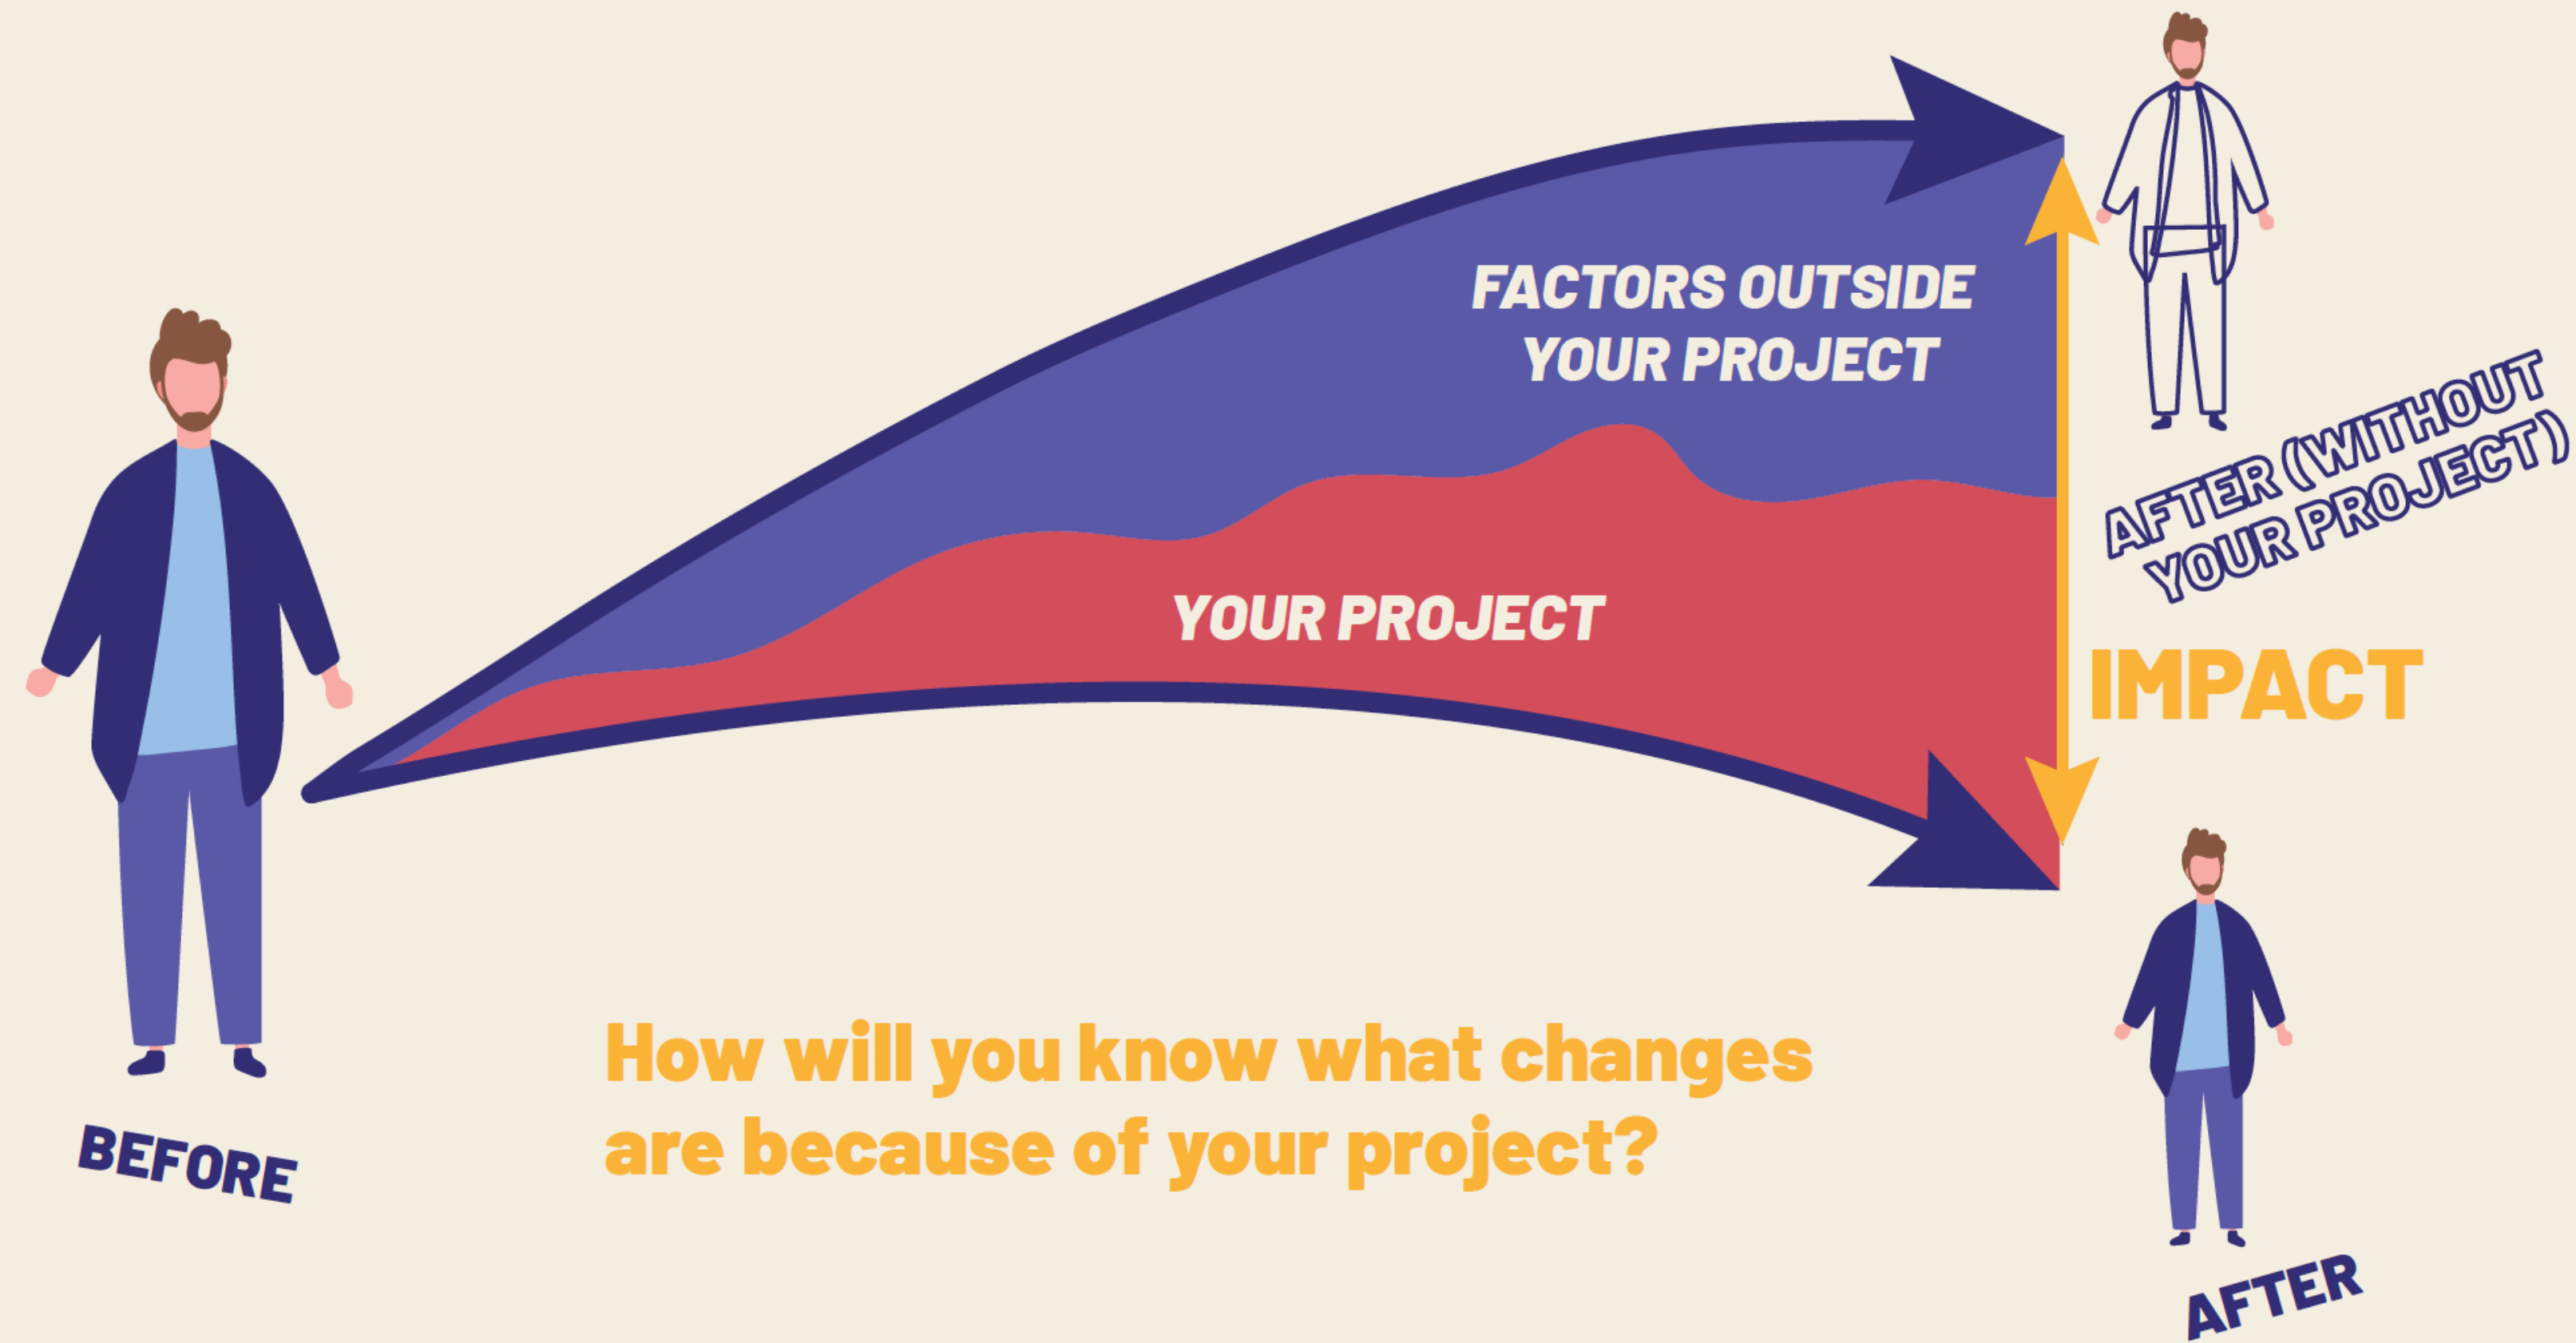 FACTORS OUTSIDE
YOUR PROJECT
YOUR PROJECT
AFTER (WITHOUT
YOUR PROJECT)
IMPACT
How will you know what changes
are because of your project?
BEFORE
AFTER